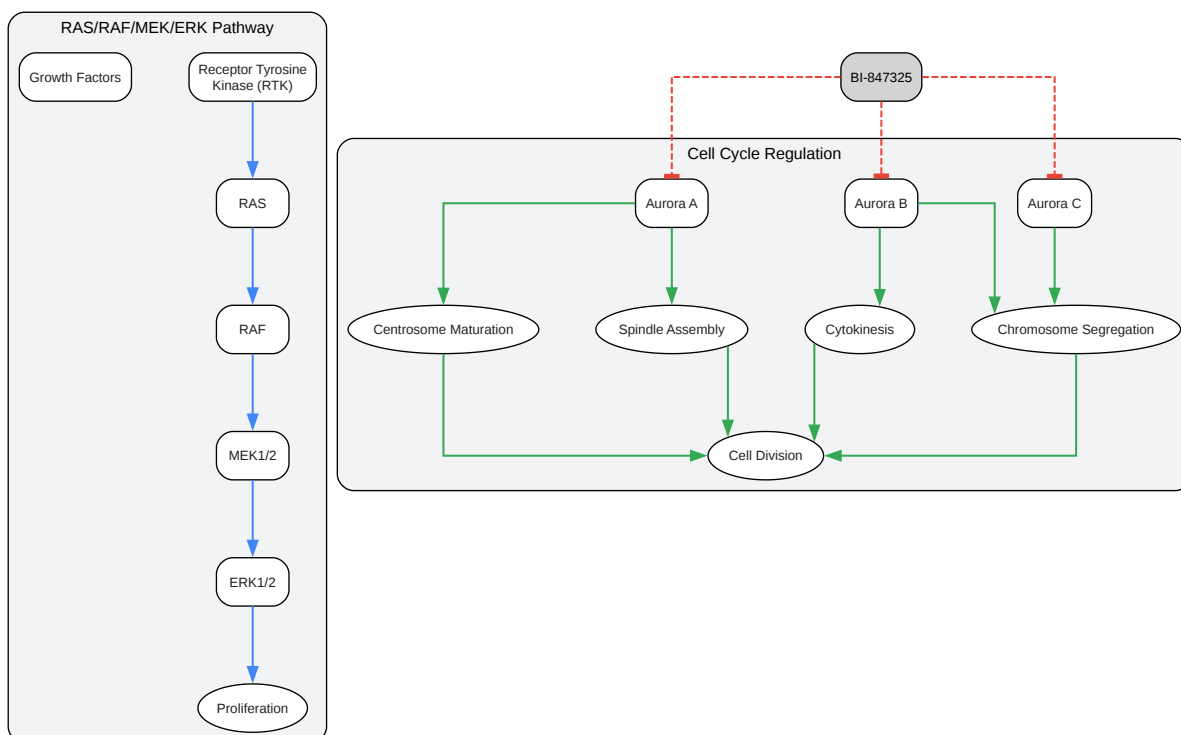 RAS/RAF/MEK/ERK Pathway
Growth Factors
Receptor Tyrosine
Kinase (RTK)
RAS
RAF
MEK1/2
ERK1/2
Proliferation
BI-847325
Cell Cycle Regulation
Aurora A
Aurora B
Aurora C
Centrosome Maturation
Spindle Assembly
Cytokinesis
Chromosome Segregation
Cell Division